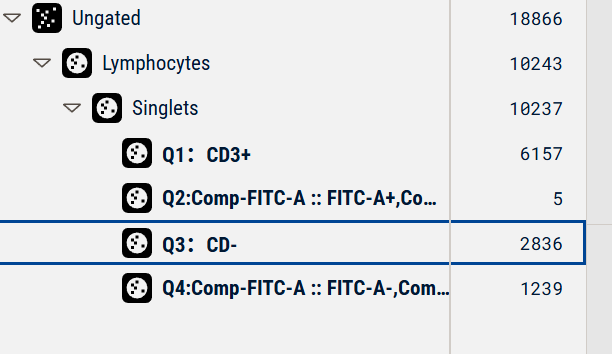 Ungated 18866
Lymphocytes 10243
Singlets 10237
Q1： CD3+ 6157
Q2:Comp-FITC-A :: FITC-A+,Co... 5
Q3： CD- 2836
Q4:Comp-FITC-A :: FITC-A-,Com... 1239